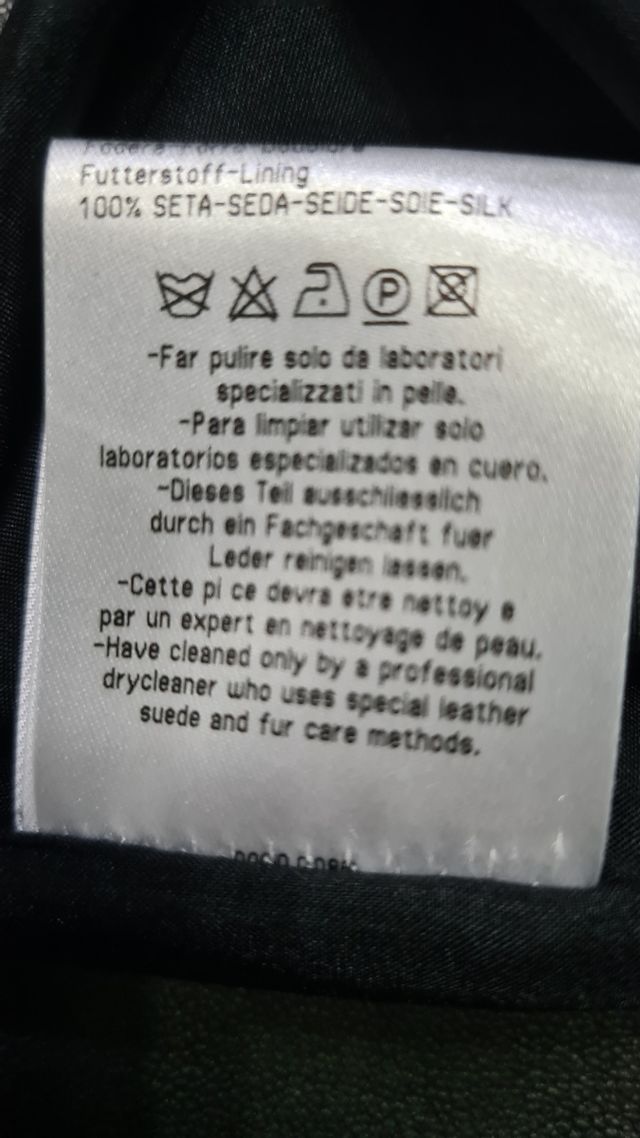 Fodera-Forro-Doublure
Futterstoff-Lining
100% SETA-SEDA-SEIDE-SOIE-SILK
P
-Far pulire solo da laboratori
specializzati in pelle.
-Para limpiar utilizar solo
laboratorios especializados en cuero.
-Dieses Teil ausschliesslich
durch ein Fachgeschaft fuer
Leder reinigen lassen.
-Cette pi ce devra etre nettoy e
par un expert en nettoyage de peau.
-Have cleaned only by a professional
drycleaner who uses special leather
suede and fur care methods.